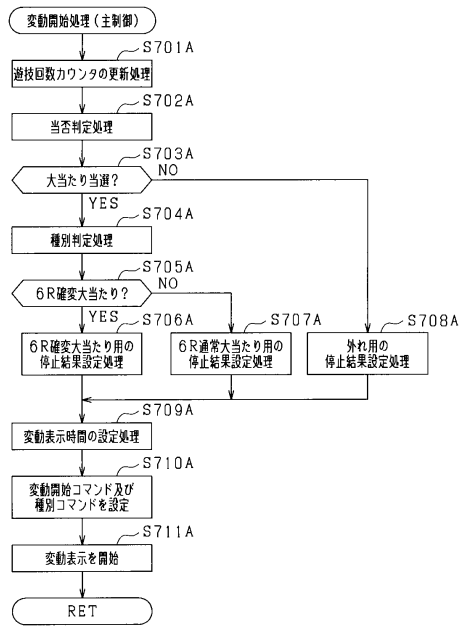 変動開始処理(主制御)
S701A
遊技回数カウンタの更新処理
S702A
当否判定処理
S703A
大当たり当選?
NO
YES
S704A
種別判定処理
S705A
6R確変大当たり?
NO
YES
S706A
6R確変大当たり用の
停止結果設定処理
S707A
6R通常大当たり用の
停止結果設定処理
S708A
外れ用の
停止結果設定処理
S709A
変動表示時間の設定処理
S710A
変動開始コマンド及び
種別コマンドを設定
S711A
変動表示を開始
RET